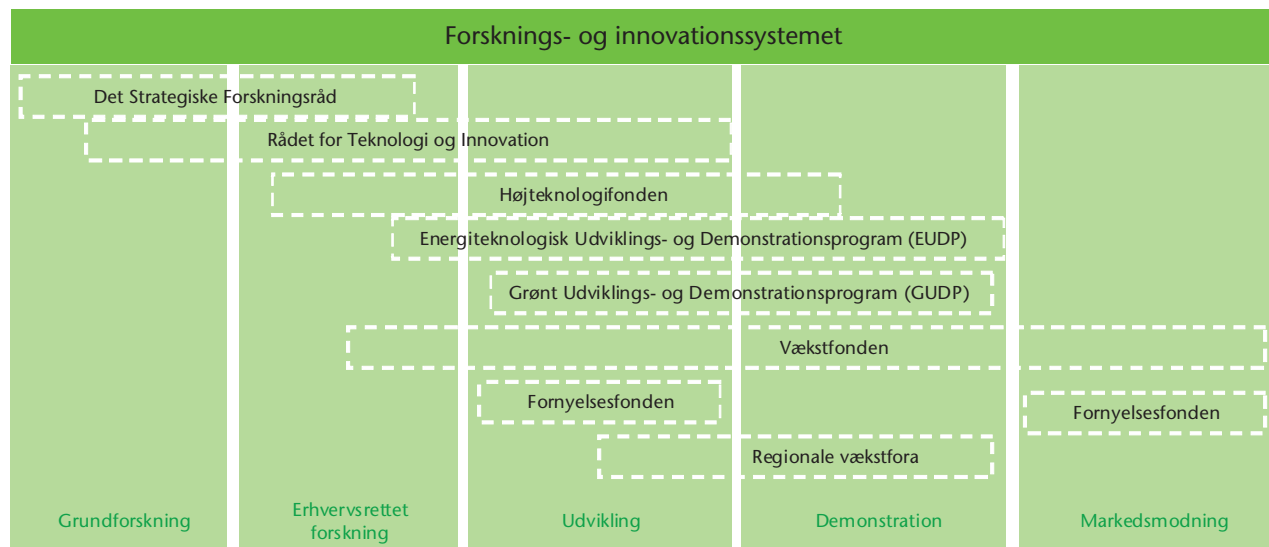 Forsknings- og innovationssystemet
Det Strategiske Forskningsråd
Rådet for Teknologi og Innovation
Højteknologifonden
Energiteknologisk Udviklings- og Demonstrationsprogram (EUDP)
Grønt Udviklings- og Demonstrationsprogram (GUDP)
Vækstfonden
Fornyelsesfonden
Fornyelsesfonden
Regionale vækstfora
Grundforskning
Erhvervsrettet
forskning
Udvikling
Demonstration
Markedsmodning